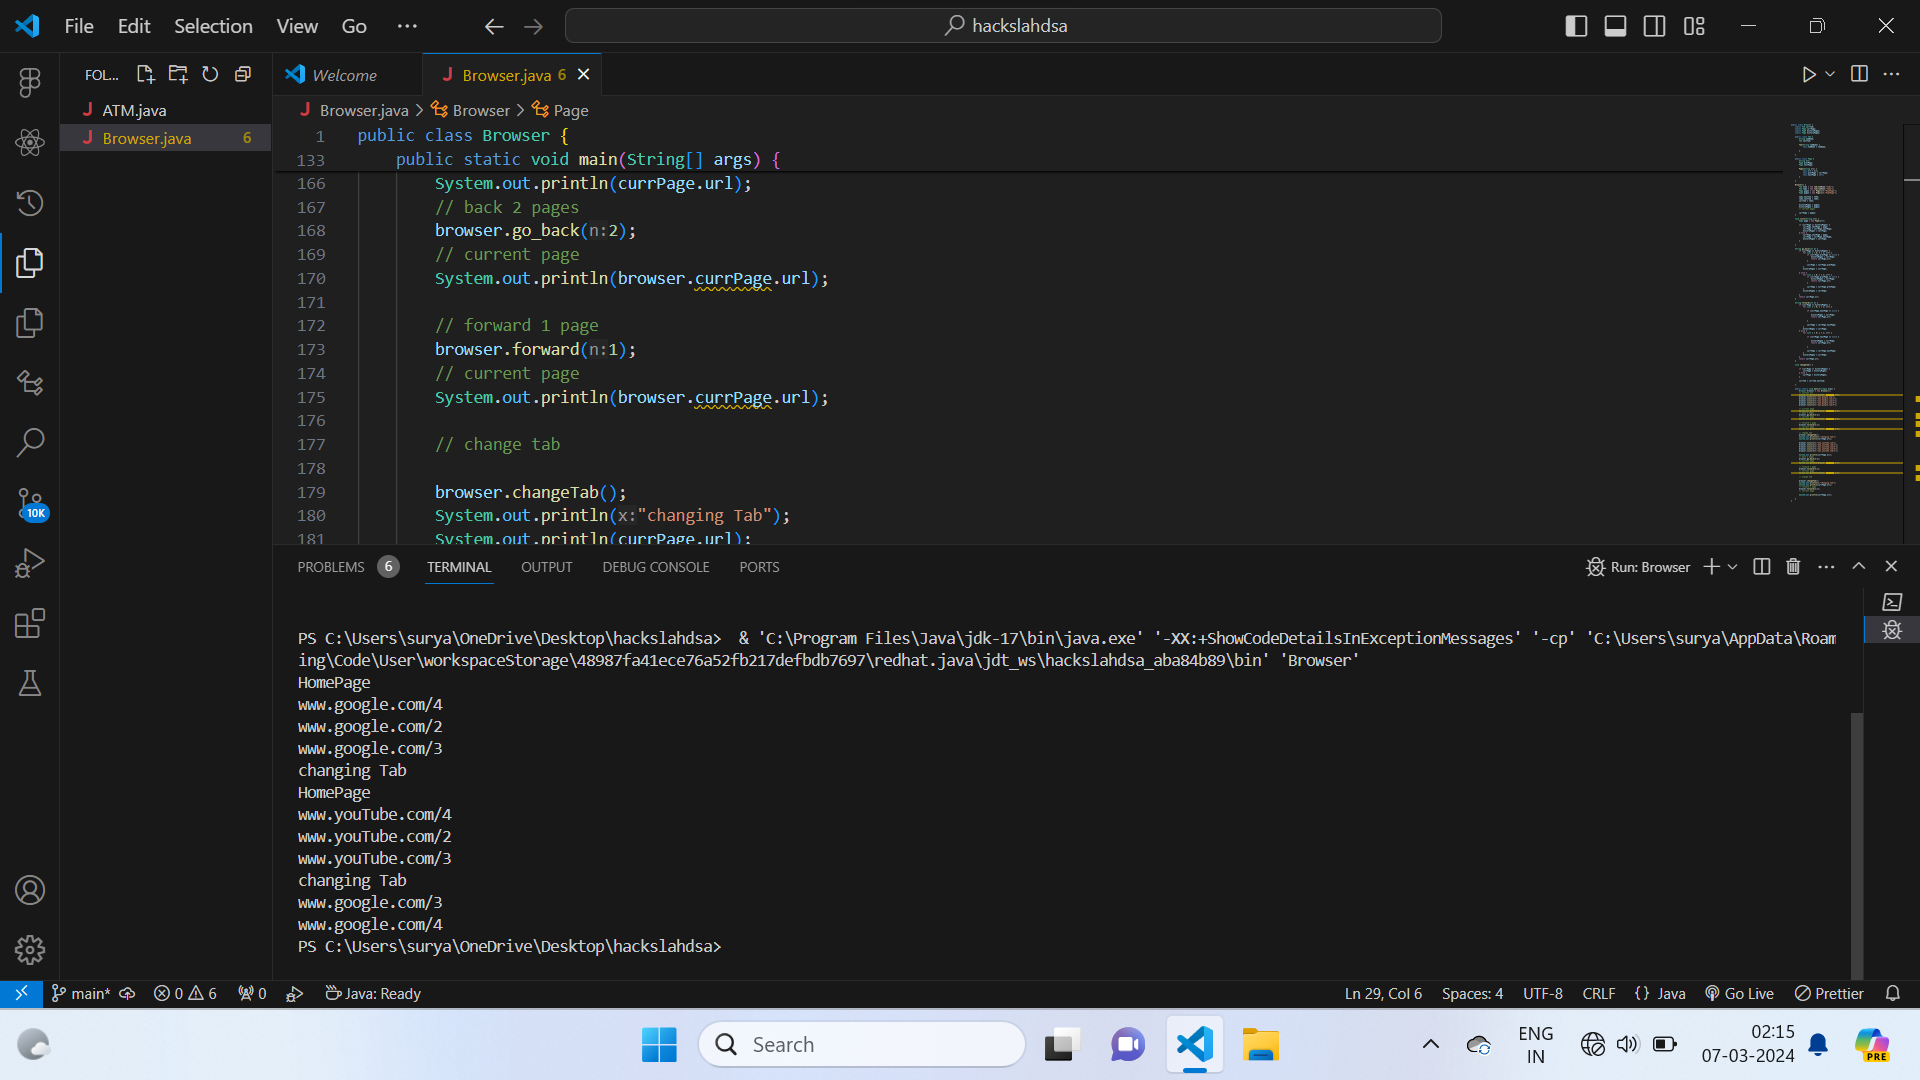 File Edit Selection View Go ··· hackslahdsa
FOL...
ATM.java
Browser.java 6
Welcome Browser.java 6
Browser.java > Browser > Page
1 public class Browser {
133 public static void main(String[] args) {
166 System.out.println(currPage.url);
167 // back 2 pages
168 browser.go_back(n:2);
169 // current page
170 System.out.println(browser.currPage.url);
171
172 // forward 1 page
173 browser.forward(n:1);
174 // current page
175 System.out.println(browser.currPage.url);
176
177 // change tab
178
179 browser.changeTab();
180 System.out.println(x:"changing Tab");
181 System.out.println(currPage.url);
10K
PROBLEMS 6 TERMINAL OUTPUT DEBUG CONSOLE PORTS Run: Browser
PS C:\Users\surya\OneDrive\Desktop\hackslahdsa>  & 'C:\Program Files\Java\jdk-17\bin\java.exe' '-XX:+ShowCodeDetailsInExceptionMessages' '-cp' 'C:\Users\surya\AppData\Roam
ing\Code\User\workspaceStorage\48987fa41ece76a52fb217defbdb7697\redhat.java\jdt_ws\hackslahdsa_aba84b89\bin' 'Browser'
HomePage
www.google.com/4
www.google.com/2
www.google.com/3
changing Tab
HomePage
www.youTube.com/4
www.youTube.com/2
www.youTube.com/3
changing Tab
www.google.com/3
www.google.com/4
PS C:\Users\surya\OneDrive\Desktop\hackslahdsa>
main* 0 6 0 Java: Ready Ln 29, Col 6 Spaces: 4 UTF-8 CRLF {} Java Go Live Prettier
Search
ENG
IN
02:15
07-03-2024
PRE